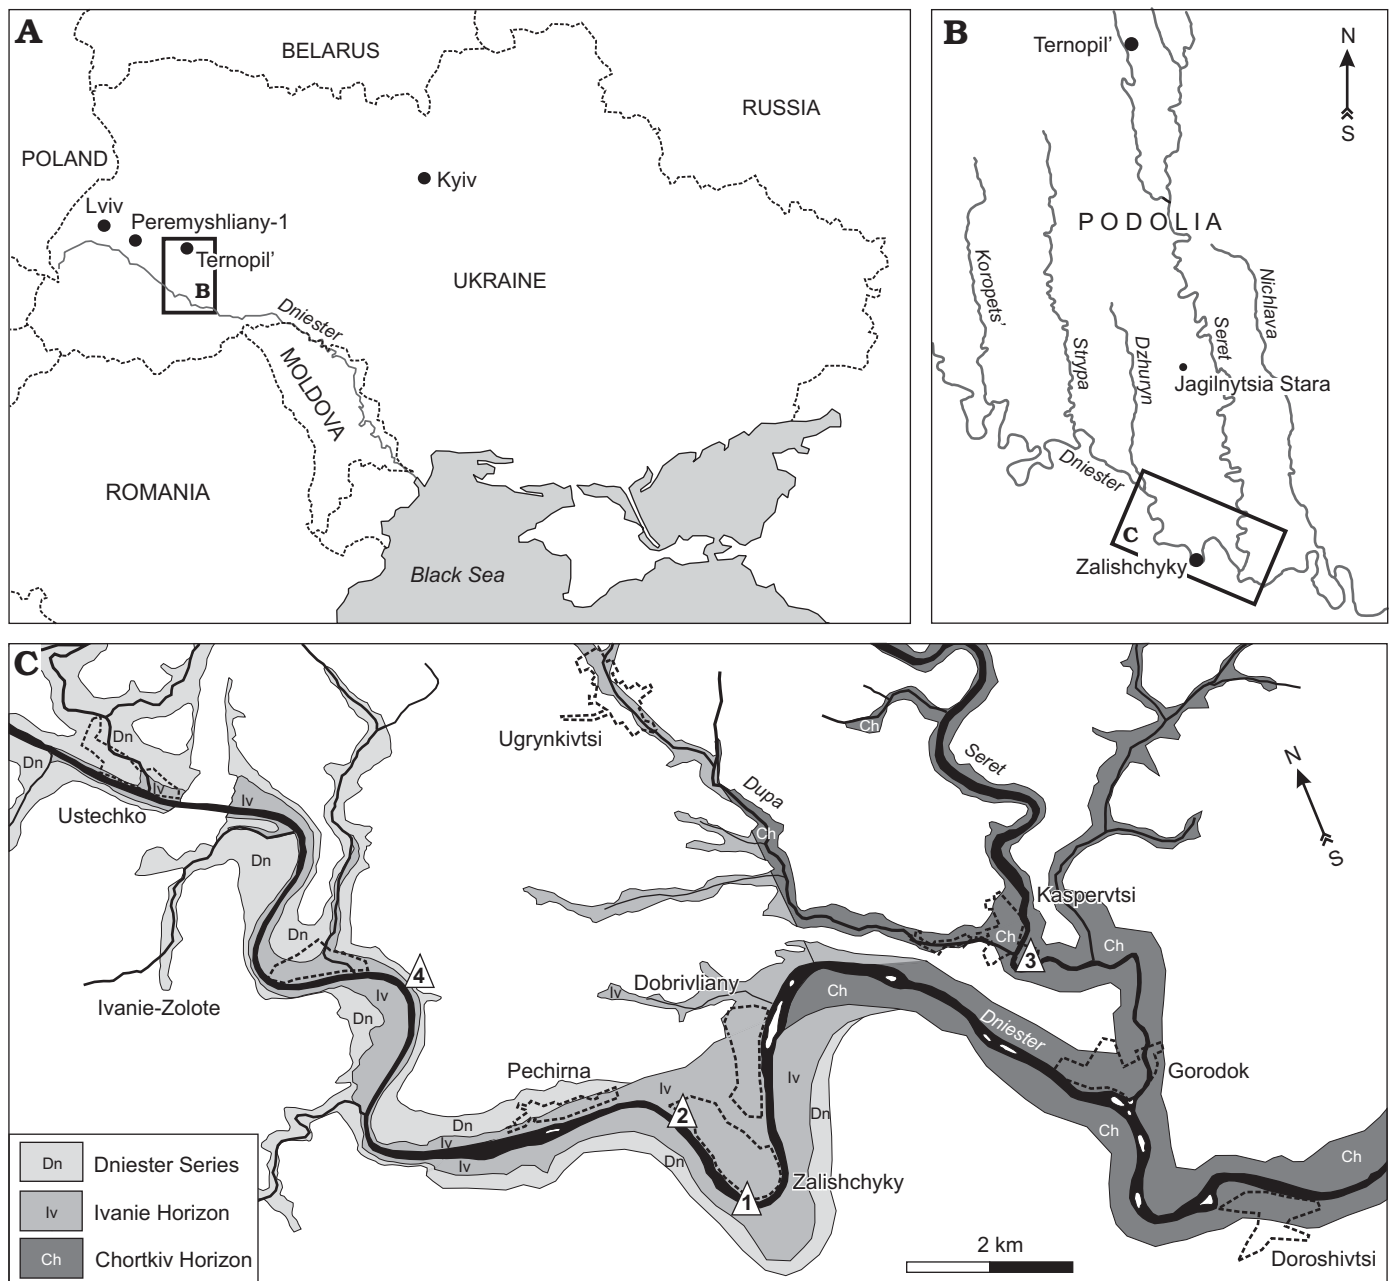 A
BELARUS
RUSSIA
POLAND
Kyiv
Lviv
Peremyshliany-1
Ternopil’
B
UKRAINE
Dniester
MOLDOVA
ROMANIA
Black Sea
B
Ternopil’
N
S
PODOLIA
Koropets’
Nichlava
Seret
Strypa
Dzhuryn
Jagilnytsia Stara
Dniester
C
Zalishchyky
C
Dn
Dn
Iv
Ustechko
Iv
Dn
Ugrynkivtsi
Dupa
Ch
Ch
Seret
N
S
Kaspervtsi
Dn
Ch
3
Ch
4
Ivanie-Zolote
Iv
Dn
Dobrivliany
Iv
Ch
Dniester
Pechirna
Iv
Iv
Gorodok
2
Dn
Dn
Iv
Iv
Ch
Dn
Ch
Zalishchyky
1
2 km
Doroshivtsi
Dn Dniester Series
Iv Ivanie Horizon
Ch Chortkiv Horizon